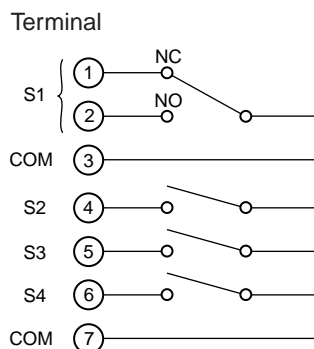 Terminal
1 NC
S1
2 NO
COM 3
S2 4
S3 5
S4 6
COM 7